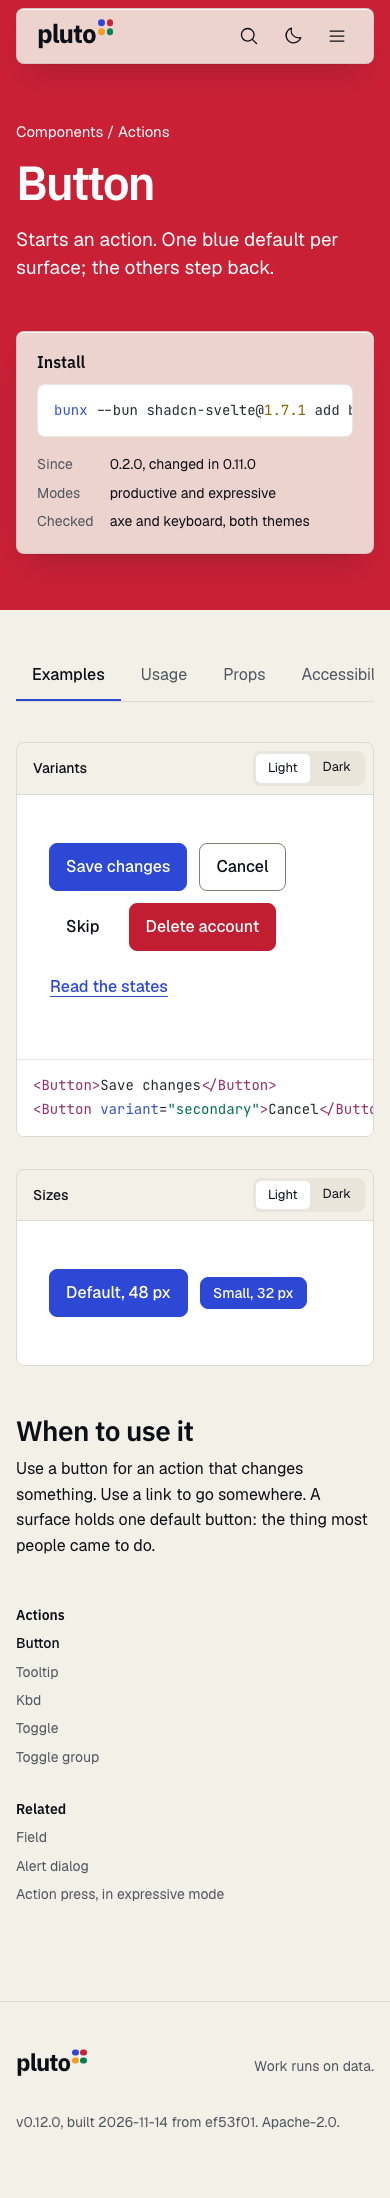 pluto
Components / Actions
Button
Starts an action. One blue default per
surface; the others step back.
Install
bunx --bun shadcn-svelte@1.7.1 add b
Since 0.2.0, changed in 0.11.0
Modes productive and expressive
Checked axe and keyboard, both themes
Examples Usage Props Accessibil
Variants Light Dark
Save changes Cancel
Skip Delete account
Read the states
<Button>Save changes</Button>
<Button variant="secondary">Cancel</Butto
Sizes Light Dark
Default, 48 px Small, 32 px
When to use it
Use a button for an action that changes
something. Use a link to go somewhere. A
surface holds one default button: the thing most
people came to do.
Actions
Button
Tooltip
Kbd
Toggle
Toggle group
Related
Field
Alert dialog
Action press, in expressive mode
pluto Work runs on data.
v0.12.0, built 2026-11-14 from ef53f01. Apache-2.0.